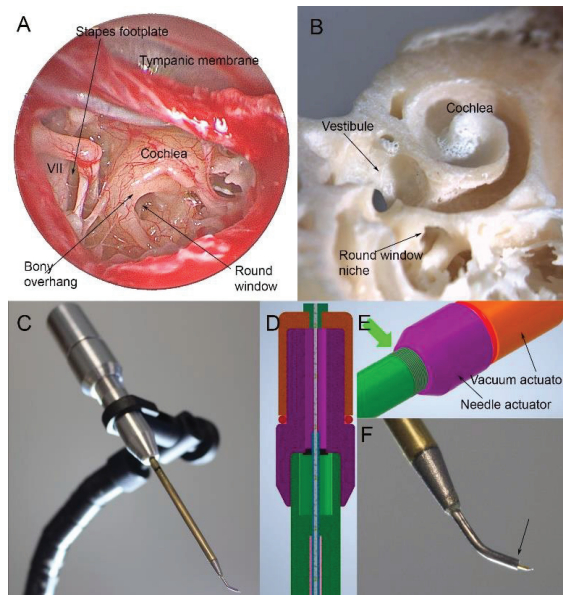 A
Stapes footplate
Tympanic membrane
VII
Cochlea
Bony
overhang
Round
window
B
Vestibule
Cochlea
Round window
niche
C
D
E
Vacuum actuato
Needle actuator
F